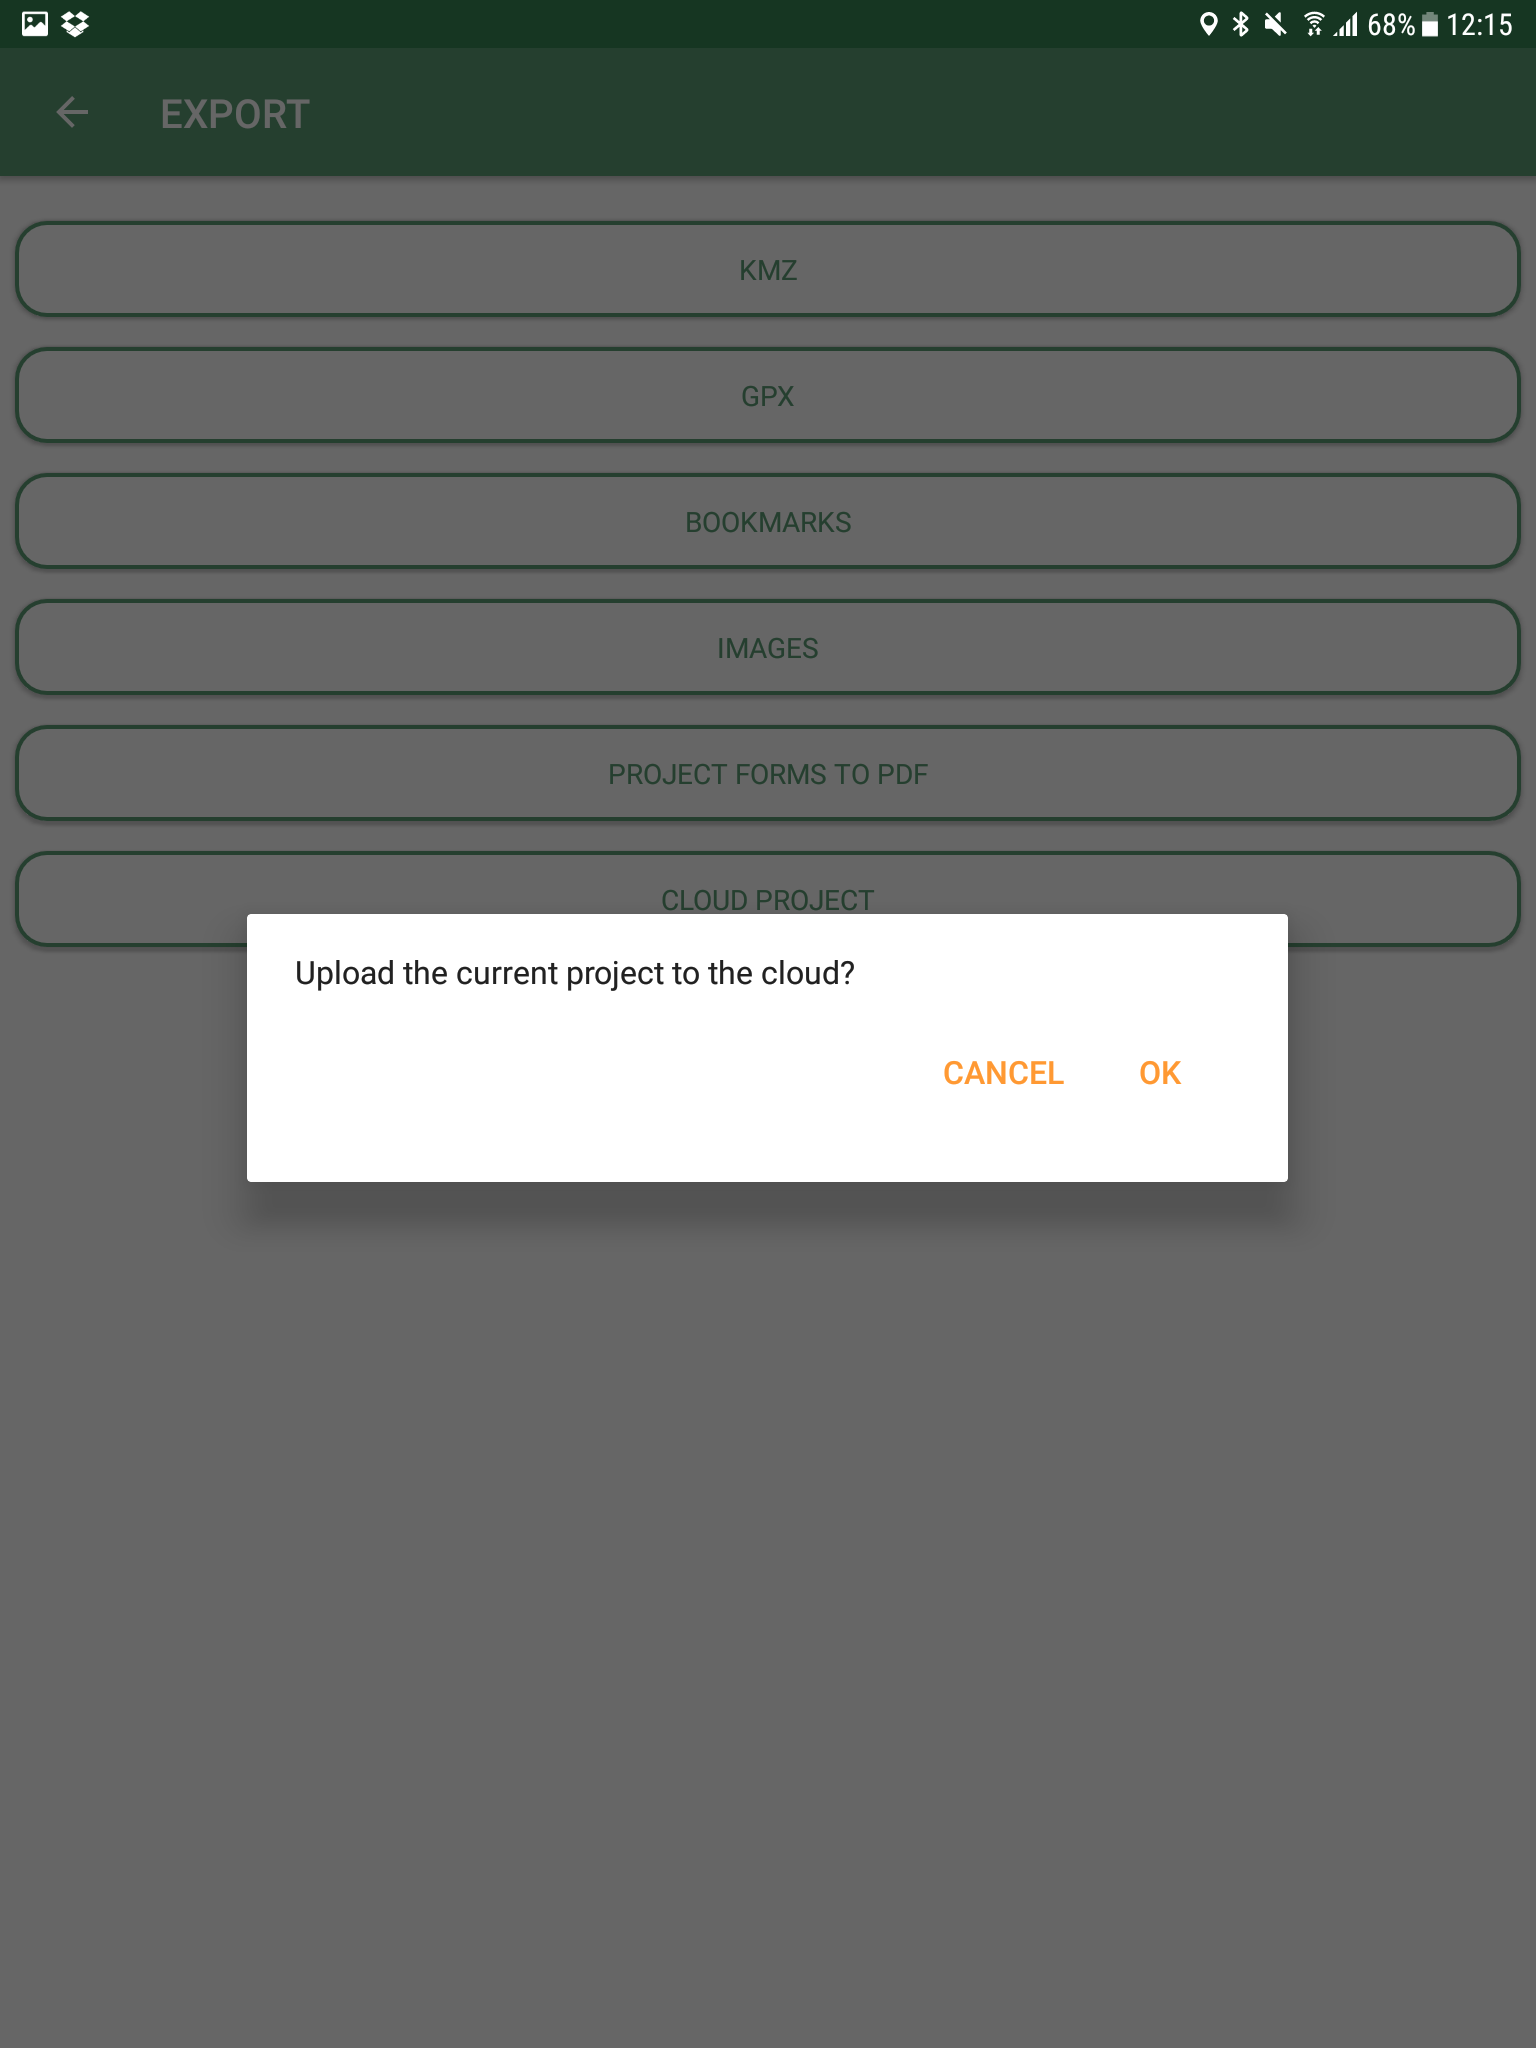 68% 12:15
EXPORT
KMZ
GPX
BOOKMARKS
IMAGES
PROJECT FORMS TO PDF
CLOUD PROJECT
Upload the current project to the cloud?
CANCEL OK